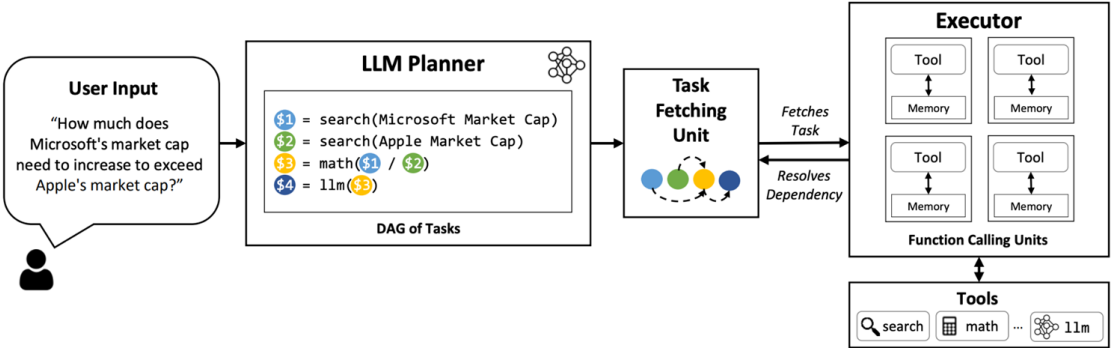 User Input
“How much does
Microsoft's market cap
need to increase to exceed
Apple's market cap?”
LLM Planner
$1 = search(Microsoft Market Cap)
$2 = search(Apple Market Cap)
$3 = math($1 / $2)
$4 = llm($3)
DAG of Tasks
Task
Fetching
Unit
Fetches
Task
Resolves
Dependency
Executor
Tool
Memory
Tool
Memory
Tool
Memory
Tool
Memory
Function Calling Units
Tools
search
math
...
llm